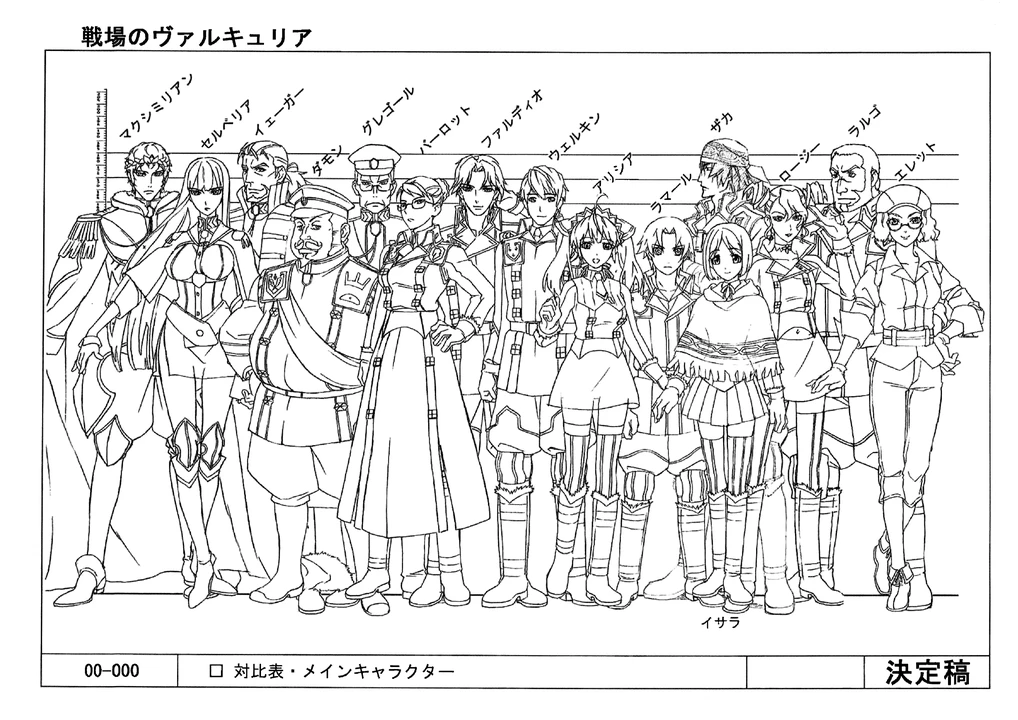 戦場のヴァルキュリア
マクシミリアン
セルベリア
イェーガー
ダモン
グレゴール
バーロット
ファルディオ
ウェルキン
アリシア
ラマール
ザカ
ロージー
ラルゴ
エレット
イサラ
00-000
□ 対比表・メインキャラクター
決定稿